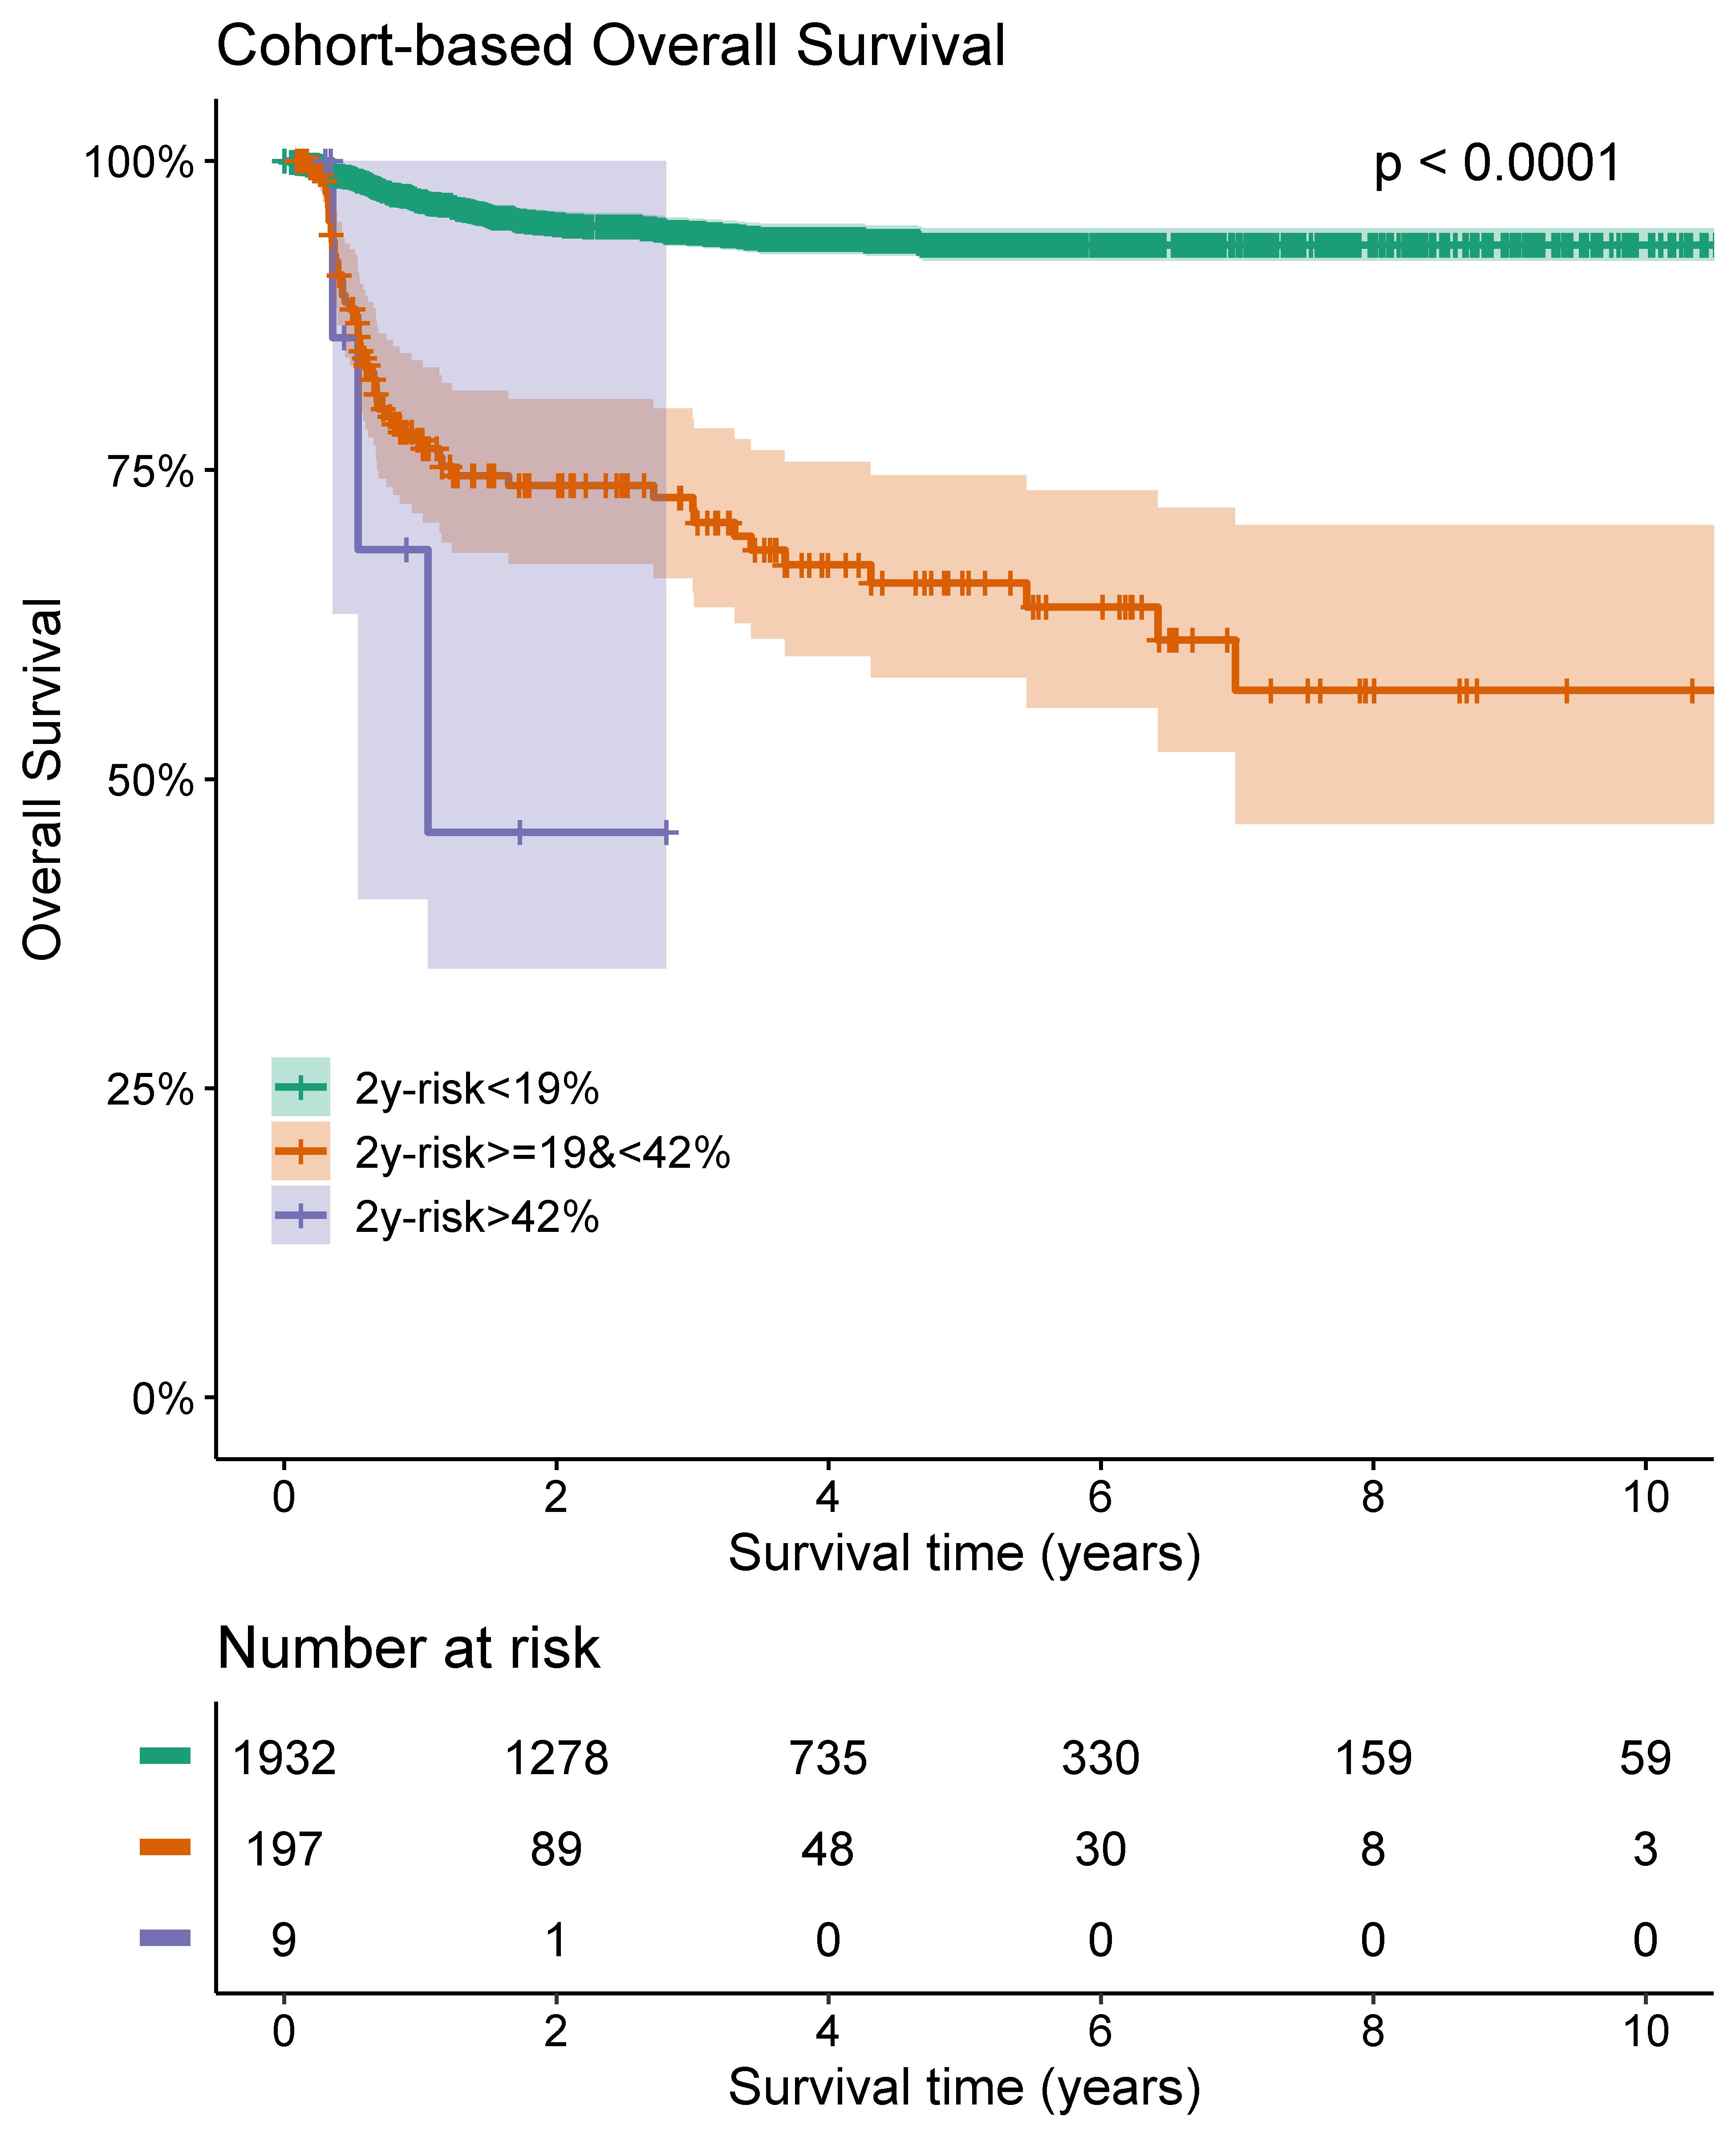 Cohort-based Overall Survival
p < 0.0001
100%
75%
50%
25%
0%
Overall Survival
2y-risk<19%
2y-risk>=19&<42%
2y-risk>42%
0 2 4 6 8 10
Survival time (years)
Number at risk
1932 1278 735 330 159 59
197 89 48 30 8 3
9 1 0 0 0 0
0 2 4 6 8 10
Survival time (years)